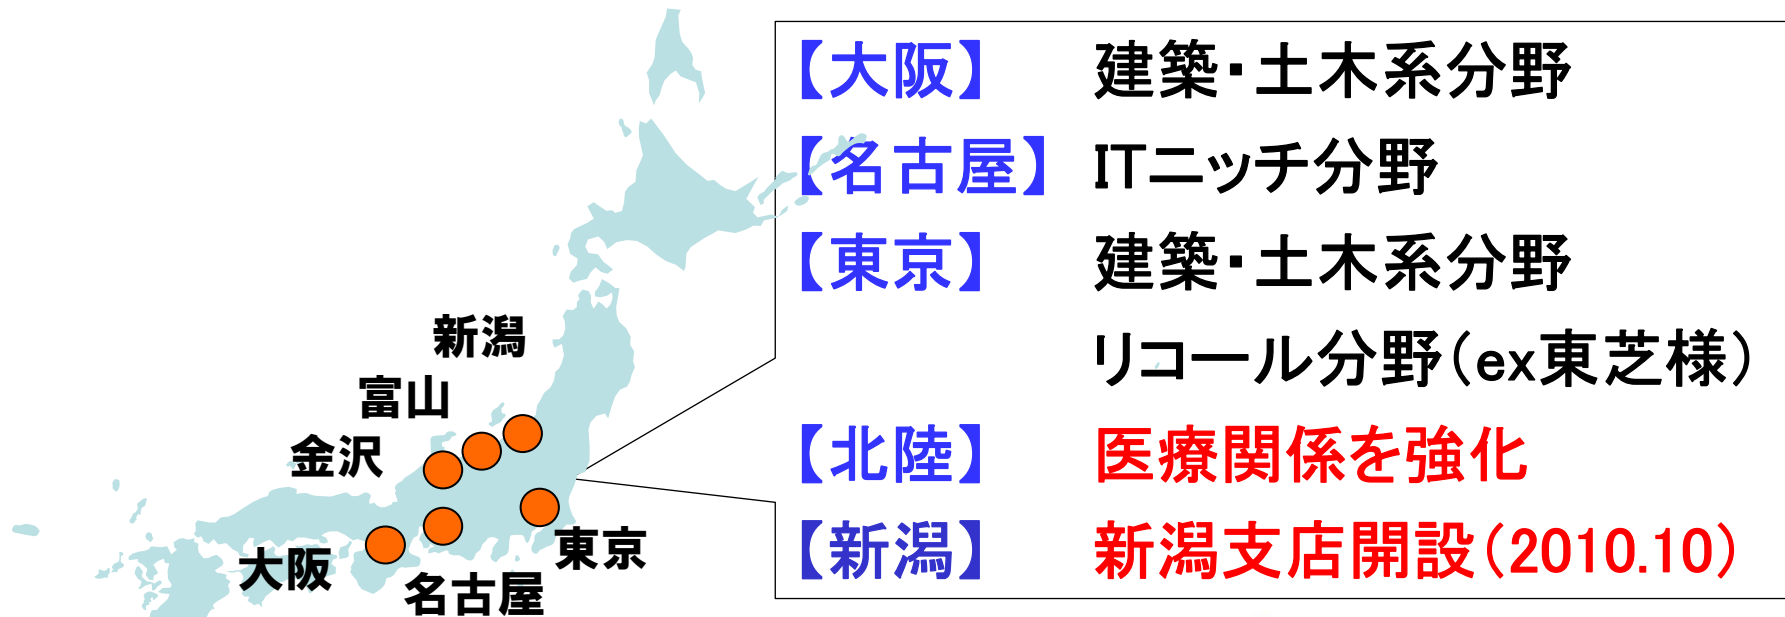 新潟
富山
金沢
大阪
名古屋
東京
【大阪】 建築・土木系分野
【名古屋】 ITニッチ分野
【東京】 建築・土木系分野
リコール分野(ex東芝様)
【北陸】 医療関係を強化
【新潟】 新潟支店開設(2010.10)